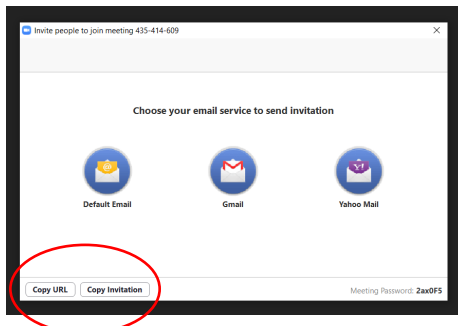 Invite people to join meeting 435-414-609
Choose your email service to send invitation
Default Email Gmail Yahoo Mail
Copy URL Copy Invitation Meeting Password: 2ax0F5